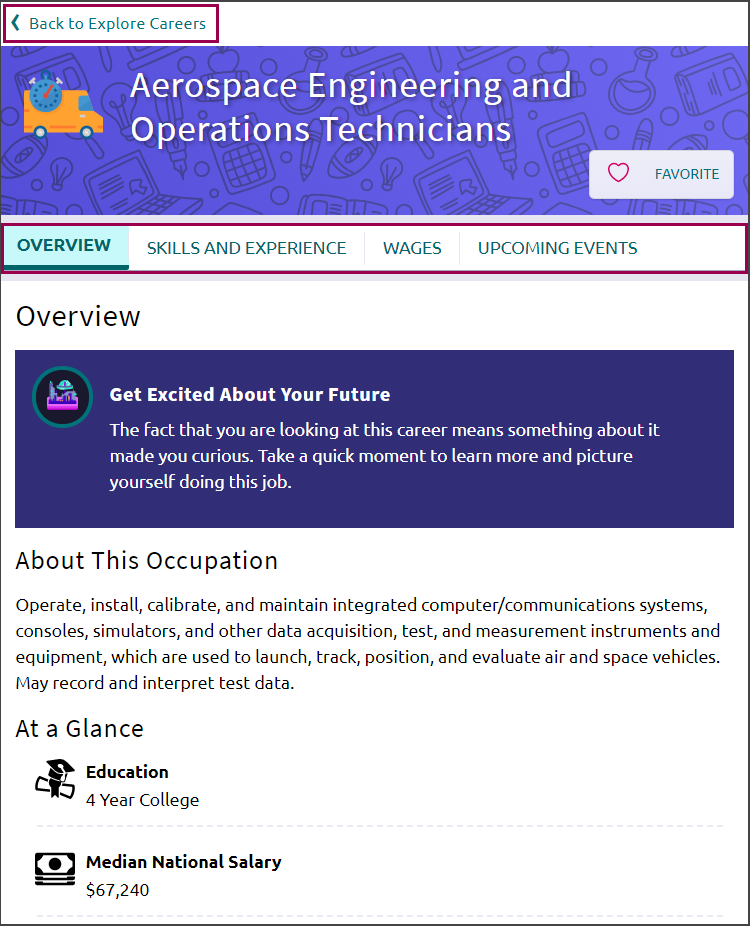 Back to Explore Careers
Aerospace Engineering and
Operations Technicians
FAVORITE
OVERVIEW SKILLS AND EXPERIENCE WAGES UPCOMING EVENTS
Overview
Get Excited About Your Future
The fact that you are looking at this career means something about it
made you curious. Take a quick moment to learn more and picture
yourself doing this job.
About This Occupation
Operate, install, calibrate, and maintain integrated computer/communications systems,
consoles, simulators, and other data acquisition, test, and measurement instruments and
equipment, which are used to launch, track, position, and evaluate air and space vehicles.
May record and interpret test data.
At a Glance
Education
4 Year College
Median National Salary
$67,240